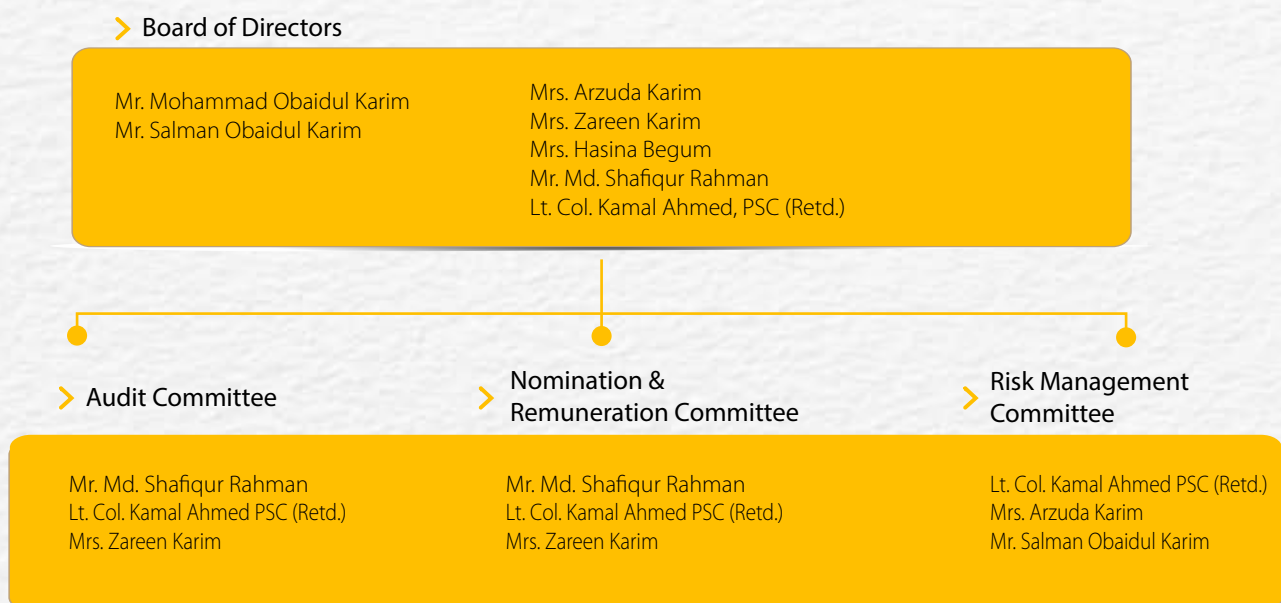 Board of Directors
Mr. Mohammad Obaidul Karim
Mr. Salman Obaidul Karim
Mrs. Arzuda Karim
Mrs. Zareen Karim
Mrs. Hasina Begum
Mr. Md. Shafiqur Rahman
Lt. Col. Kamal Ahmed, PSC (Retd.)
Audit Committee
Mr. Md. Shafiqur Rahman
Lt. Col. Kamal Ahmed PSC (Retd.)
Mrs. Zareen Karim
Nomination &
Remuneration Committee
Mr. Md. Shafiqur Rahman
Lt. Col. Kamal Ahmed PSC (Retd.)
Mrs. Zareen Karim
Risk Management
Committee
Lt. Col. Kamal Ahmed PSC (Retd.)
Mrs. Arzuda Karim
Mr. Salman Obaidul Karim